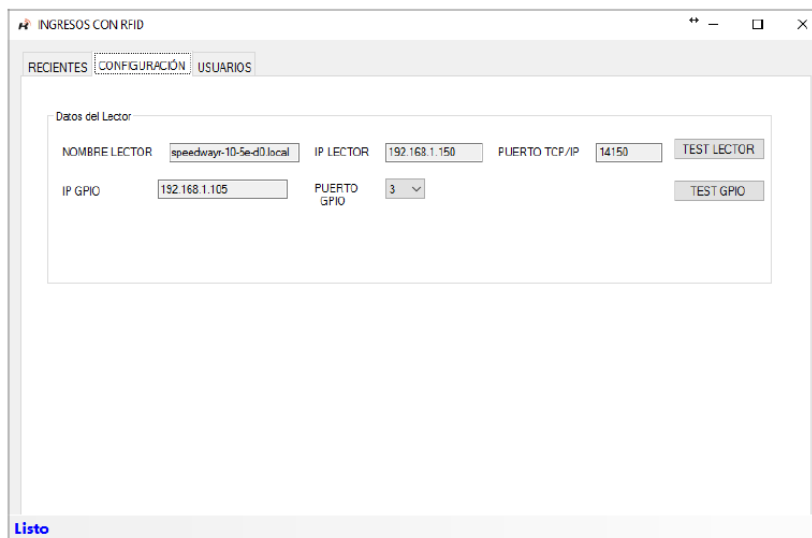 INGRESOS CON RFID
RECIENTES CONFIGURACIÓN USUARIOS
Datos del Lector
NOMBRE LECTOR speedwayr-10-5e-d0.local IP LECTOR 192.168.1.150 PUERTO TCP/IP 14150 TEST LECTOR
IP GPIO 192.168.1.105 PUERTO GPIO 3 TEST GPIO
Listo